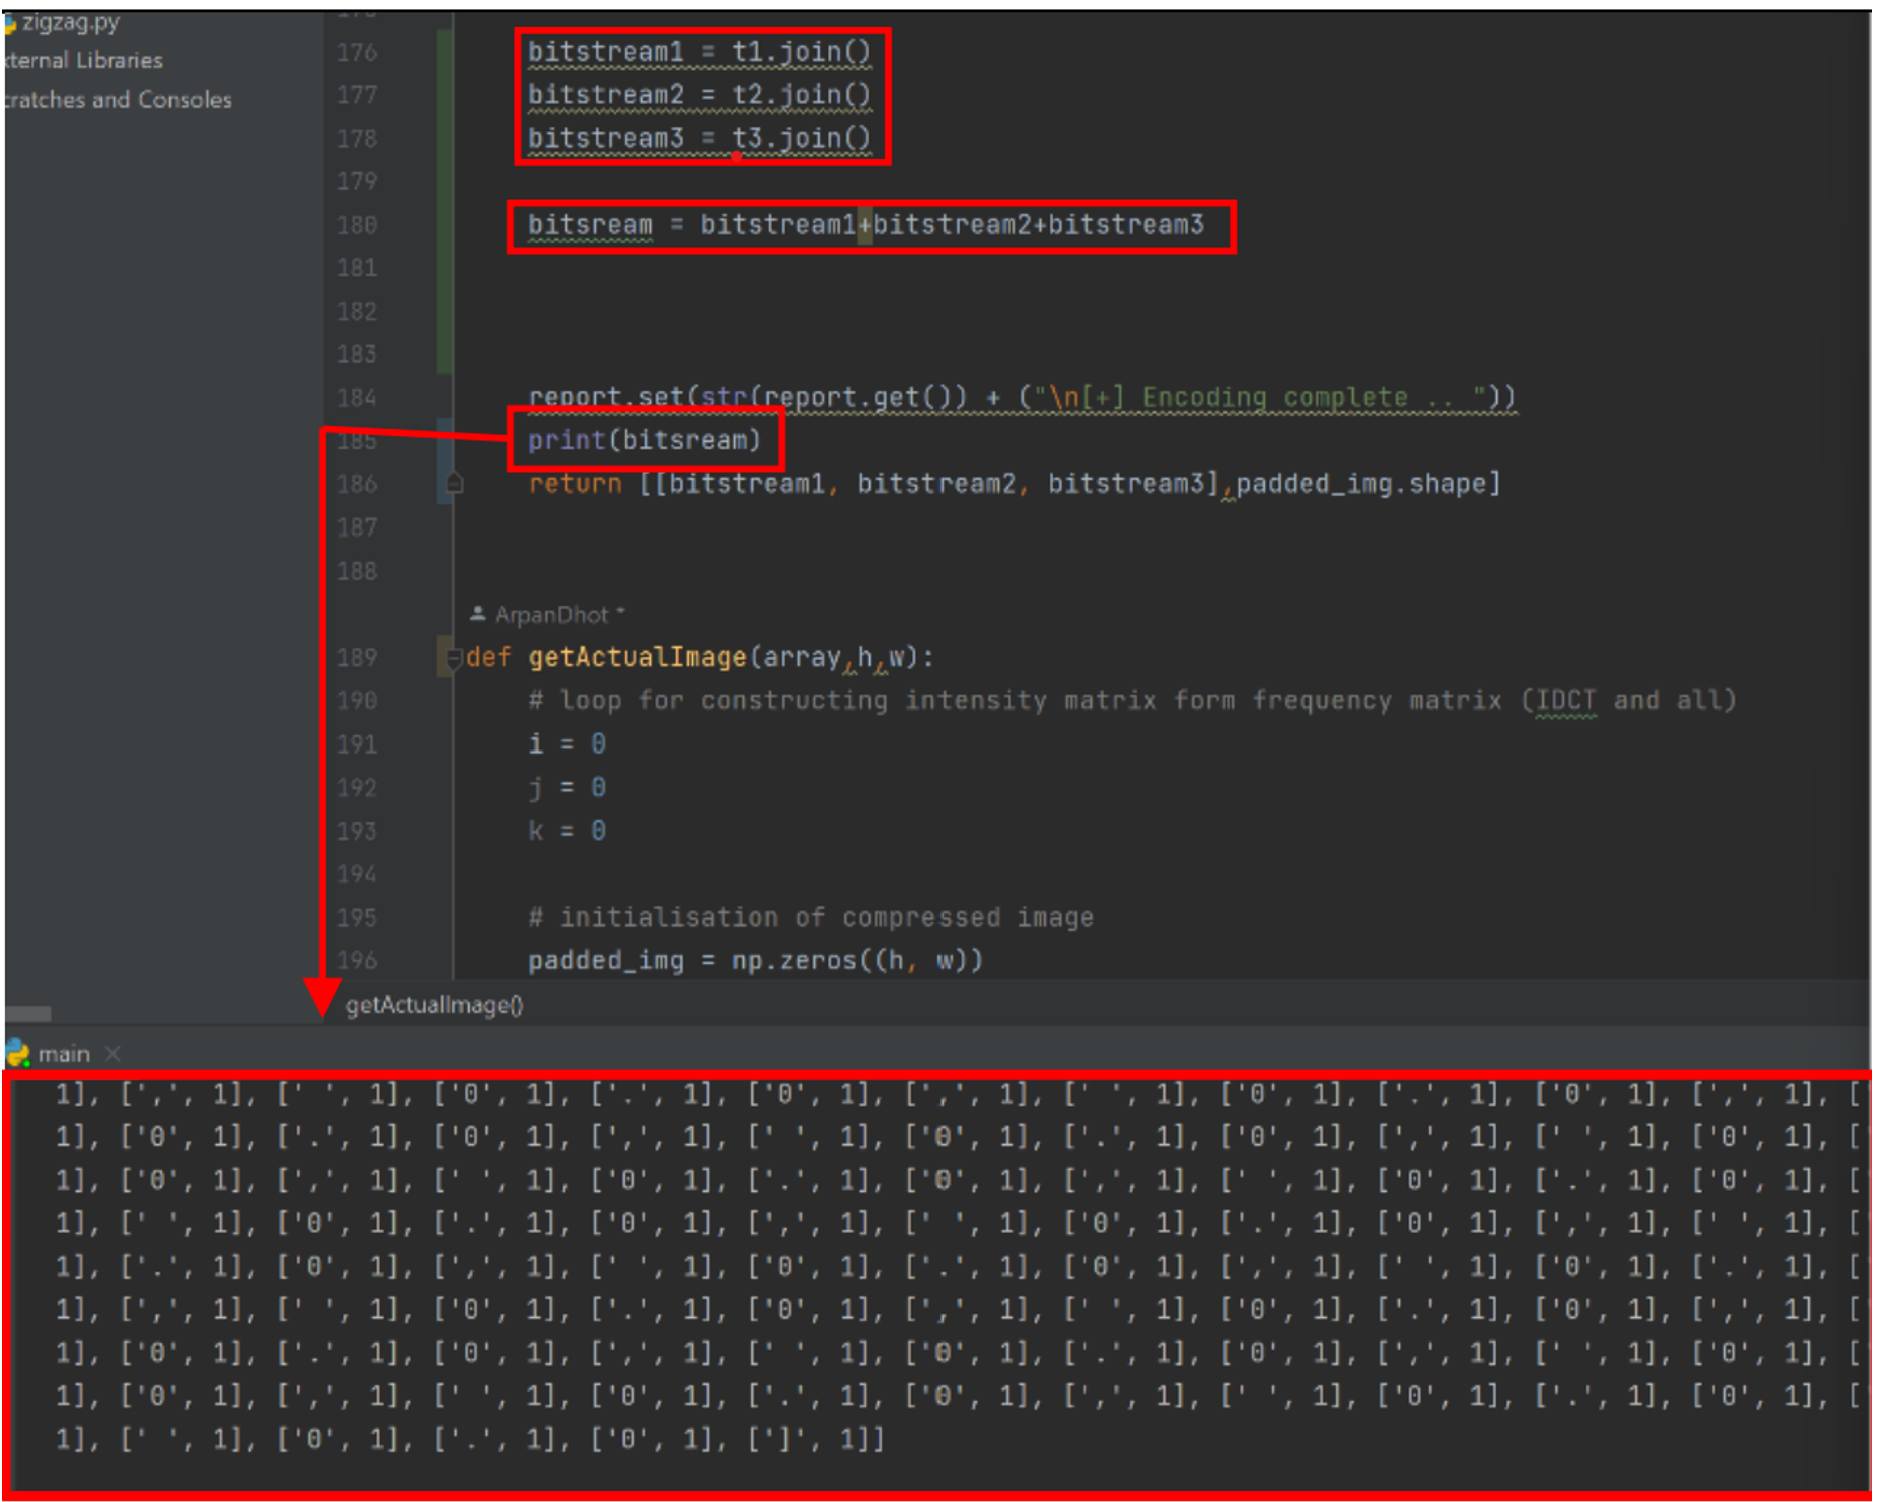 zigzag.py
ternal Libraries
cratches and Consoles
176 bitstream1 = t1.join()
177 bitstream2 = t2.join()
178 bitstream3 = t3.join()
179
180 bitsream = bitstream1+bitstream2+bitstream3
181
182
183
184 report.set(str(report.get()) + ("\n[+] Encoding complete .. "))
185 print(bitsream)
186 return [[bitstream1, bitstream2, bitstream3],padded_img.shape]
187
188
ArpanDhot *
189 def getActualImage(array,h,w):
190 # loop for constructing intensity matrix form frequency matrix (IDCT and all)
191 i = 0
192 j = 0
193 k = 0
194
195 # initialisation of compressed image
196 padded_img = np.zeros((h, w))
getActualImage()
main
1], [',', 1], [' ', 1], ['0', 1], ['.', 1], ['0', 1], [',', 1], [' ', 1], ['0', 1], ['.', 1], ['0', 1], [',', 1], ['
1], ['0', 1], ['.', 1], ['0', 1], [',', 1], [' ', 1], ['0', 1], ['.', 1], ['0', 1], [',', 1], [' ', 1], ['0', 1], ['
1], ['0', 1], [',', 1], [' ', 1], ['0', 1], ['.', 1], ['0', 1], [',', 1], [' ', 1], ['0', 1], ['.', 1], ['0', 1], ['
1], [' ', 1], ['0', 1], ['.', 1], ['0', 1], [',', 1], [' ', 1], ['0', 1], ['.', 1], ['0', 1], [',', 1], [' ', 1], ['
1], ['.', 1], ['0', 1], [',', 1], [' ', 1], ['0', 1], ['.', 1], ['0', 1], [',', 1], [' ', 1], ['0', 1], ['.', 1], ['
1], [',', 1], [' ', 1], ['0', 1], ['.', 1], ['0', 1], [',', 1], [' ', 1], ['0', 1], ['.', 1], ['0', 1], [',', 1], ['
1], ['0', 1], ['.', 1], ['0', 1], [',', 1], [' ', 1], ['0', 1], ['.', 1], ['0', 1], [',', 1], [' ', 1], ['0', 1], ['
1], ['0', 1], [',', 1], [' ', 1], ['0', 1], ['.', 1], ['0', 1], [',', 1], [' ', 1], ['0', 1], ['.', 1], ['0', 1], ['
1], [' ', 1], ['0', 1], ['.', 1], ['0', 1], [']', 1]]